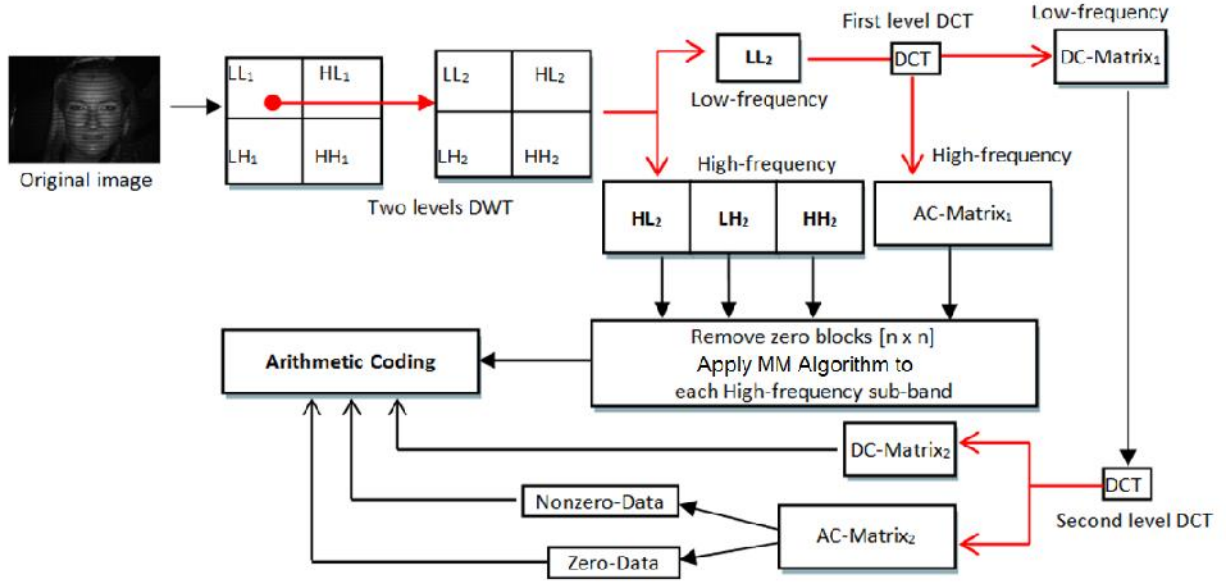 First level DCT
Low-frequency
LL₁
HL₁
LL₂
HL₂
LL₂
DCT
DC-Matrix₁
Low-frequency
LH₁
HH₁
LH₂
HH₂
High-frequency
High-frequency
Original image
Two levels DWT
HL₂
LH₂
HH₂
AC-Matrix₁
Remove zero blocks [n x n]
Apply MM Algorithm to
each High-frequency sub-band
Arithmetic Coding
DC-Matrix₂
DCT
Second level DCT
Nonzero-Data
AC-Matrix₂
Zero-Data